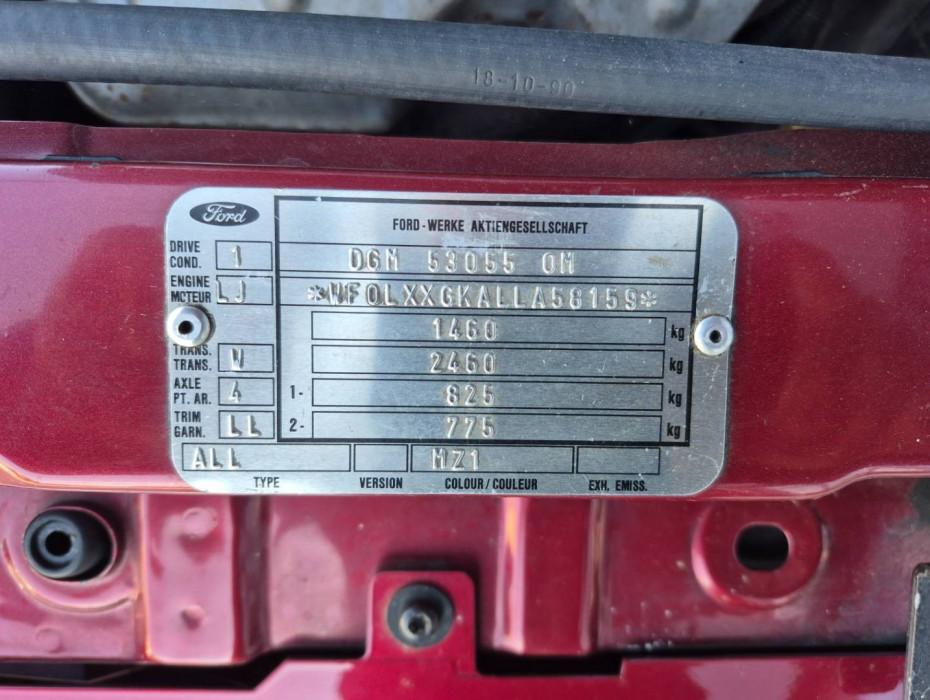 18-10-90
Ford
FORD-WERKE AKTIENGESELLSCHAFT
DRIVE COND. 1
DGM 53055 0M
ENGINE MOTEUR LJ
*WF0LXXGKALLA58159*
1460 kg
TRANS. TRANS. W
2460 kg
AXLE PT. AR. 4
1- 825 kg
TRIM GARN. LL
2- 775 kg
ALL MZ1
TYPE VERSION COLOUR/COULEUR EXH. EMISS.